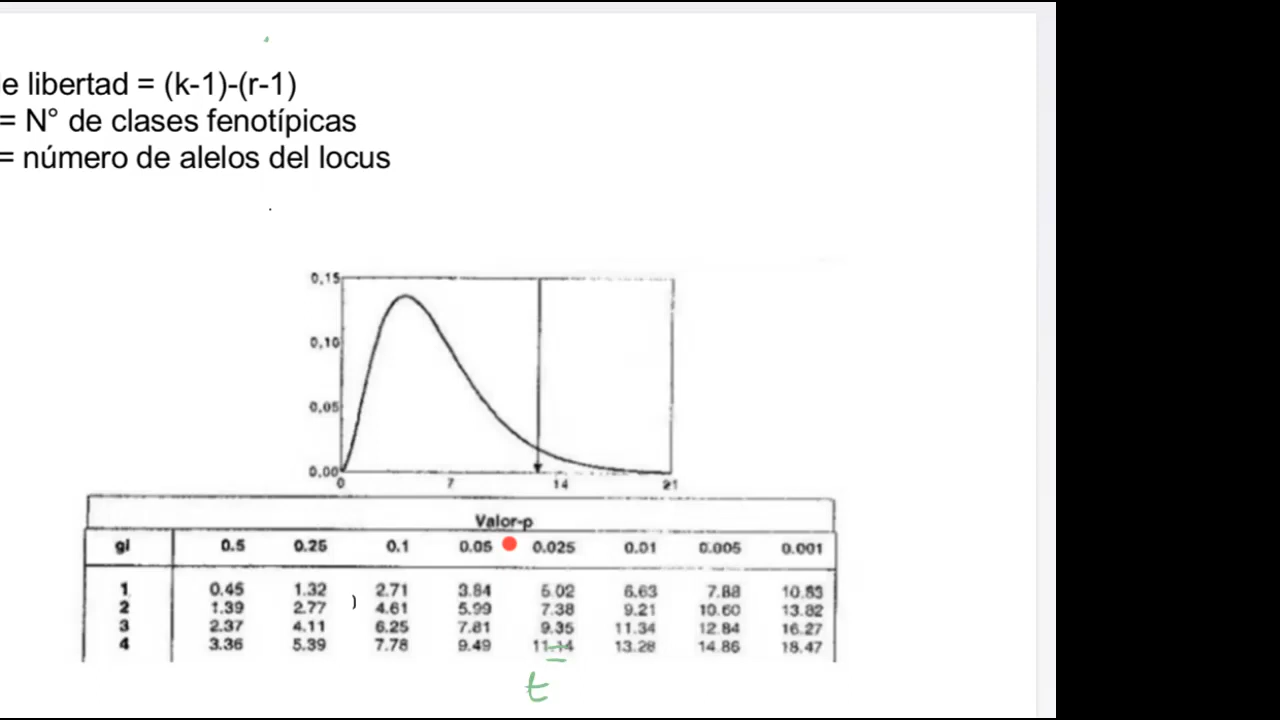 e libertad = (k-1)-(r-1)
= N° de clases fenotípicas
= número de alelos del locus
0,15
0,10
0,05
0,00
0 7 14 21
Valor-p
gl 0.5 0.25 0.1 0.05 0.025 0.01 0.005 0.001
1 0.45 1.32 2.71 3.84 5.02 6.63 7.88 10.83
2 1.39 2.77 4.61 5.99 7.38 9.21 10.60 13.82
3 2.37 4.11 6.25 7.81 9.35 11.34 12.84 16.27
4 3.36 5.39 7.78 9.49 11.14 13.28 14.86 18.47
t